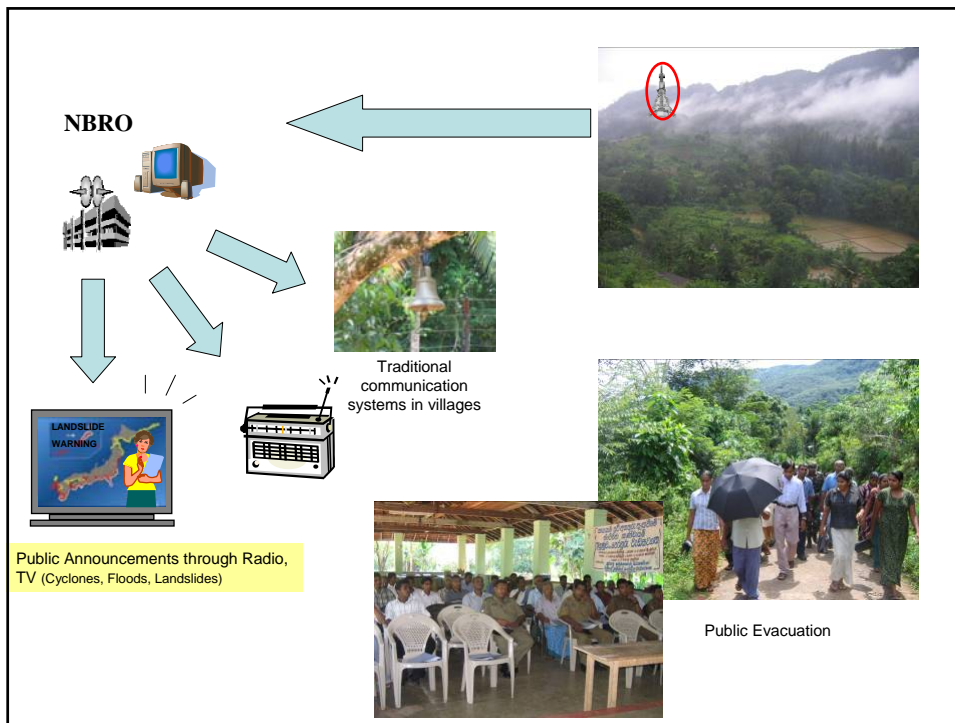 NBRO
Traditional
communication
systems in villages
LANDSLIDE
WARNING
Public Announcements through Radio,
TV (Cyclones, Floods, Landslides)
Public Evacuation